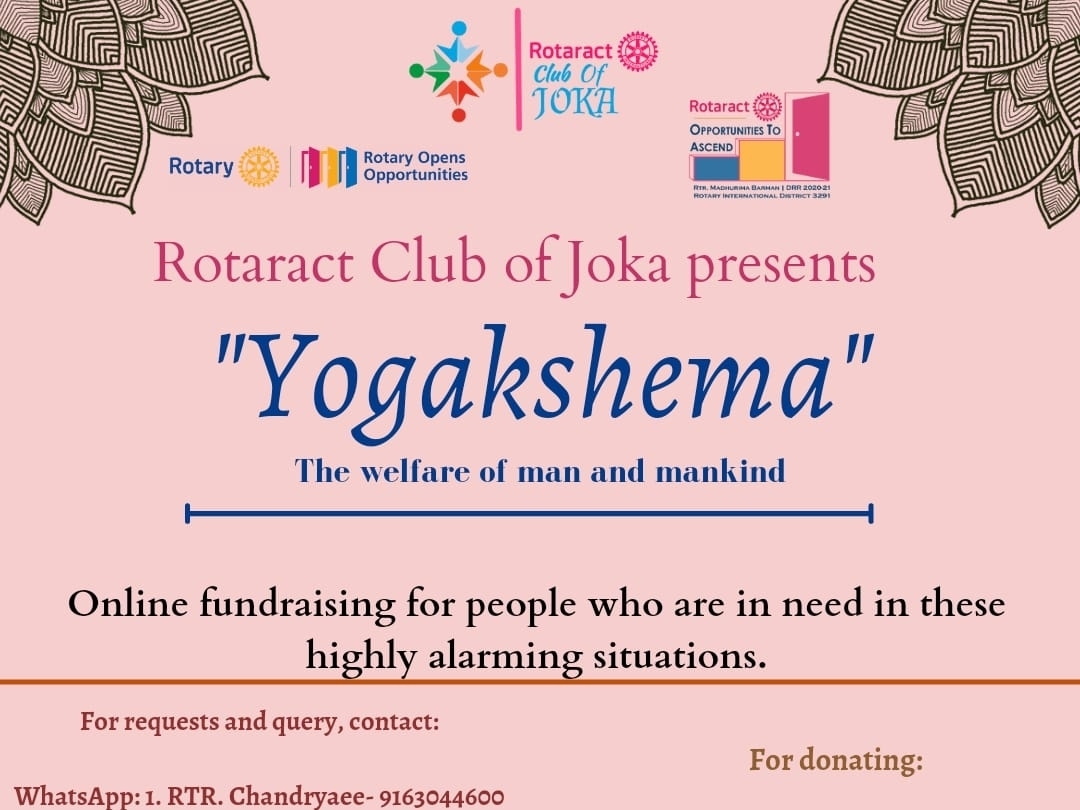 Rotaract
Club Of
JOKA
Rotaract
OPPORTUNITIES TO
ASCEND
RTR. MADHURIMA BARMAN | DRR 2020-21
ROTARY INTERNATIONAL DISTRICT 3291
Rotary
Rotary Opens
Opportunities
Rotaract Club of Joka presents
"Yogakshema"
The welfare of man and mankind
Online fundraising for people who are in need in these
highly alarming situations.
For requests and query, contact:
For donating:
WhatsApp: 1. RTR. Chandryaee- 9163044600